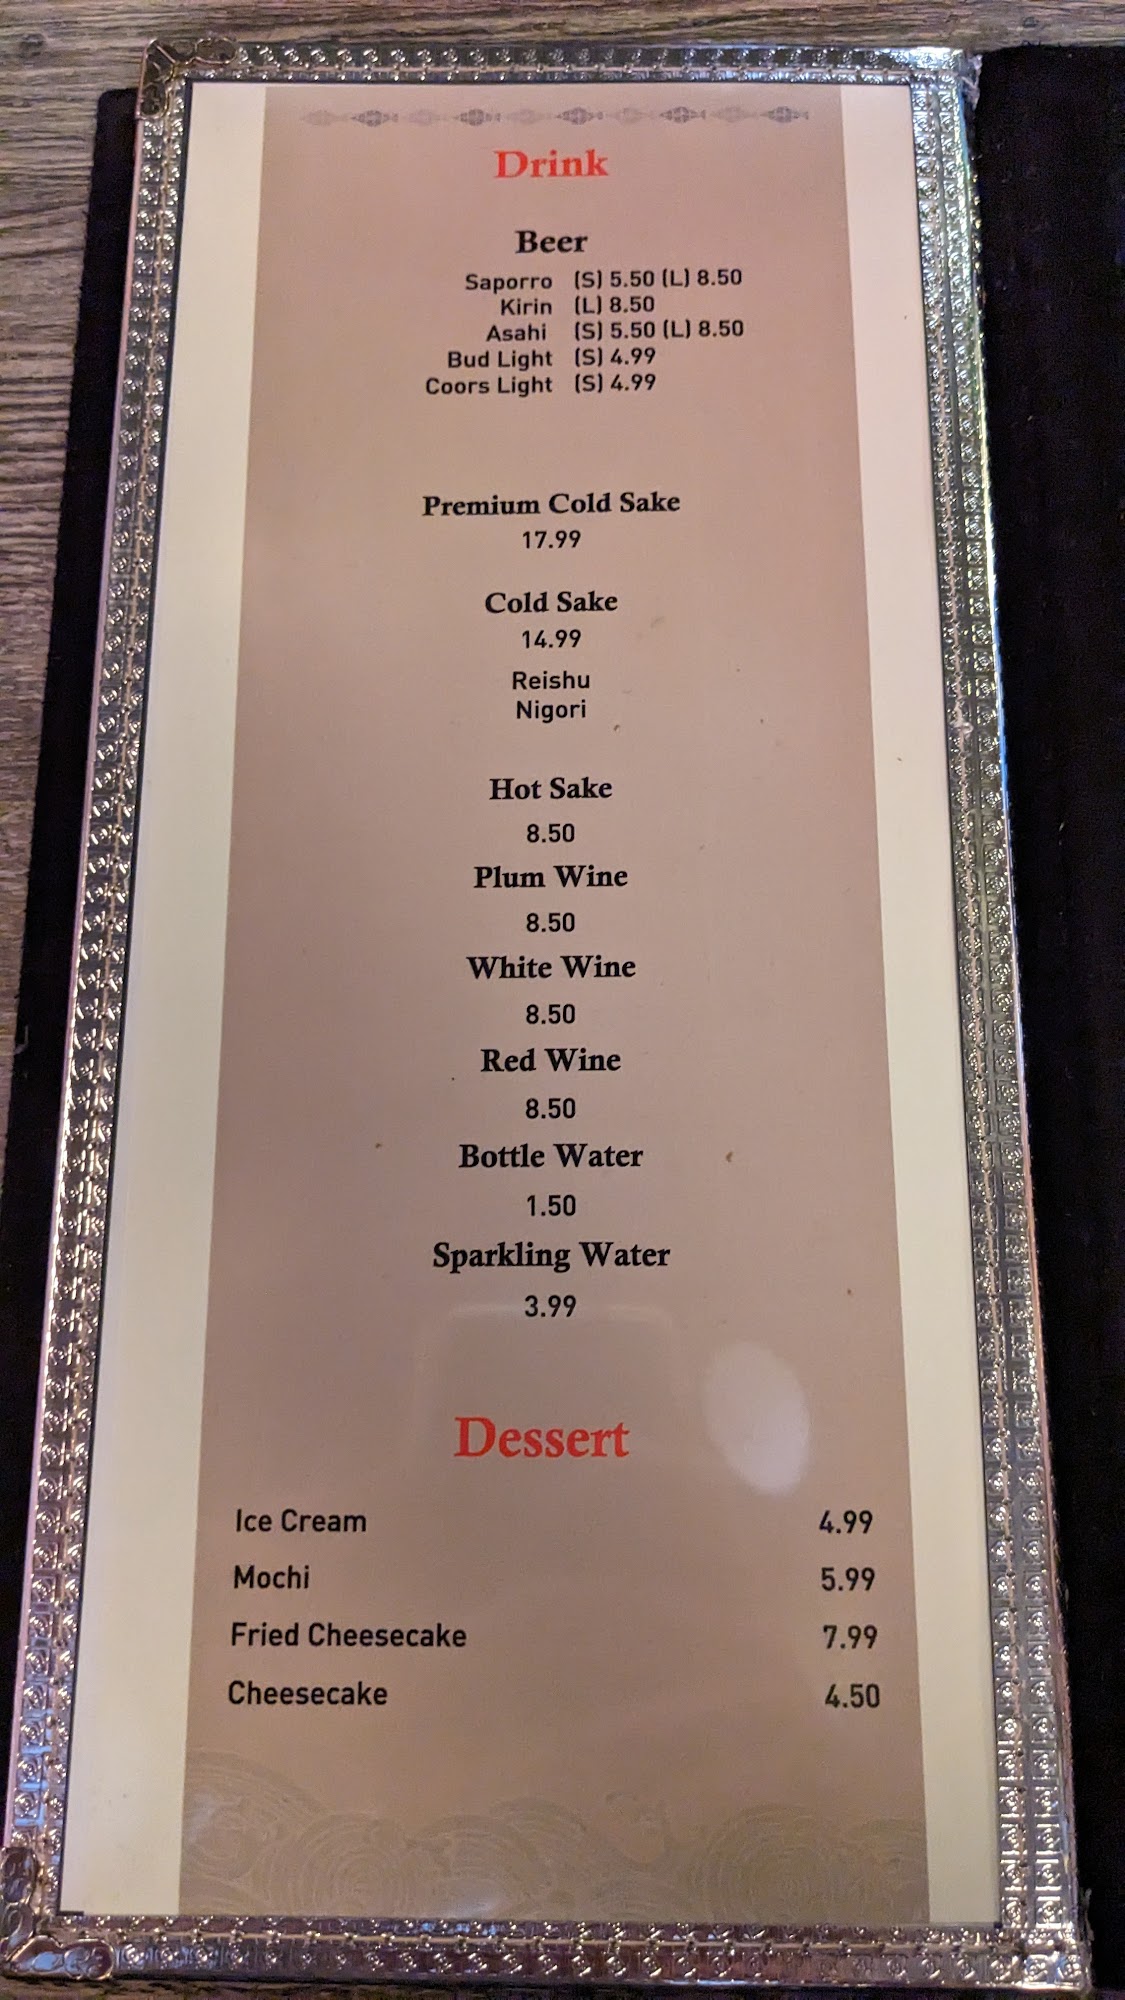 Drink
Beer
Saporro (S) 5.50 (L) 8.50
Kirin (L) 8.50
Asahi (S) 5.50 (L) 8.50
Bud Light (S) 4.99
Coors Light (S) 4.99
Premium Cold Sake
17.99
Cold Sake
14.99
Reishu
Nigori
Hot Sake
8.50
Plum Wine
8.50
White Wine
8.50
Red Wine
8.50
Bottle Water
1.50
Sparkling Water
3.99
Dessert
Ice Cream 4.99
Mochi 5.99
Fried Cheesecake 7.99
Cheesecake 4.50